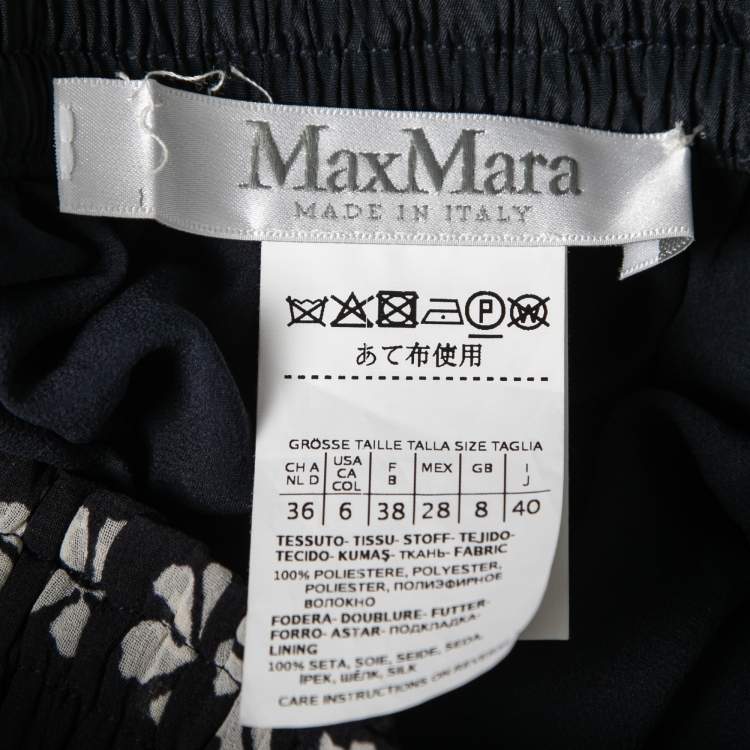 MaxMara
MADE IN ITALY
あて布使用
GRÖSSE TAILLE TALLA SIZE TAGLIA
CH A NL D USA CA COL F B MEX GB I J
36 6 38 28 8 40
TESSUTO- TISSU- STOFF- TEJIDO-
TECIDO- KUMAŞ- ТКАНЬ- FABRIC
100% POLIESTERE, POLYESTER,
POLIESTER, ПОЛИЭФИРНОЕ
ВОЛОКНО
FODERA- DOUBLURE- FUTTER-
FORRO- ASTAR- ПОДКЛАДКА-
LINING
100% SETA, SOIE, SEIDE, SEDA,
İPEK, ШЁЛК, SILK
CARE INSTRUCTIONS ON REVERSE